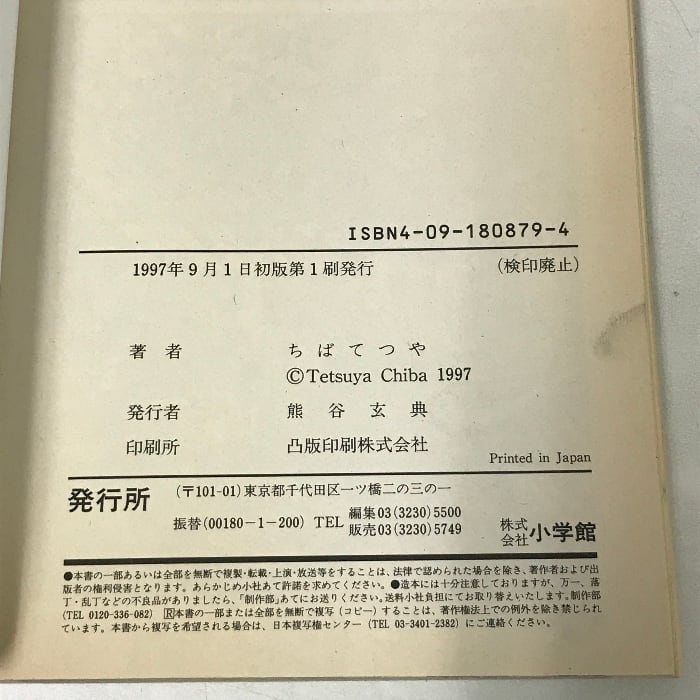 ISBN4-09-180879-4
1997年9月1日初版第1刷発行 (検印廃止)
著者 ちばてつや
©Tetsuya Chiba 1997
発行者 熊谷玄典
印刷所 凸版印刷株式会社
Printed in Japan
発行所 (〒101-01)東京都千代田区一ツ橋二の三の一
振替(00180-1-200) TEL 編集03(3230)5500
販売03(3230)5749
株式会社 小学館
●本書の一部あるいは全部を無断で複製・転載・上演・放送等をすることは、法律で認められた場合を除き、著作者および出
版者の権利侵害となります。あらかじめ小社あて許諾を求めてください。●造本には十分注意しておりますが、万一、落
丁・乱丁などの不良品がありましたら、「制作部」あてにお送りください。送料小社負担にてお取り替えいたします。制作部
(TEL 0120-336-082) Ⓡ本書の一部または全部を無断で複写(コピー)することは、著作権法上での例外を除き禁じられ
ています。本書から複写を希望される場合は、日本複写権センター(TEL 03-3401-2382)にご連絡ください。